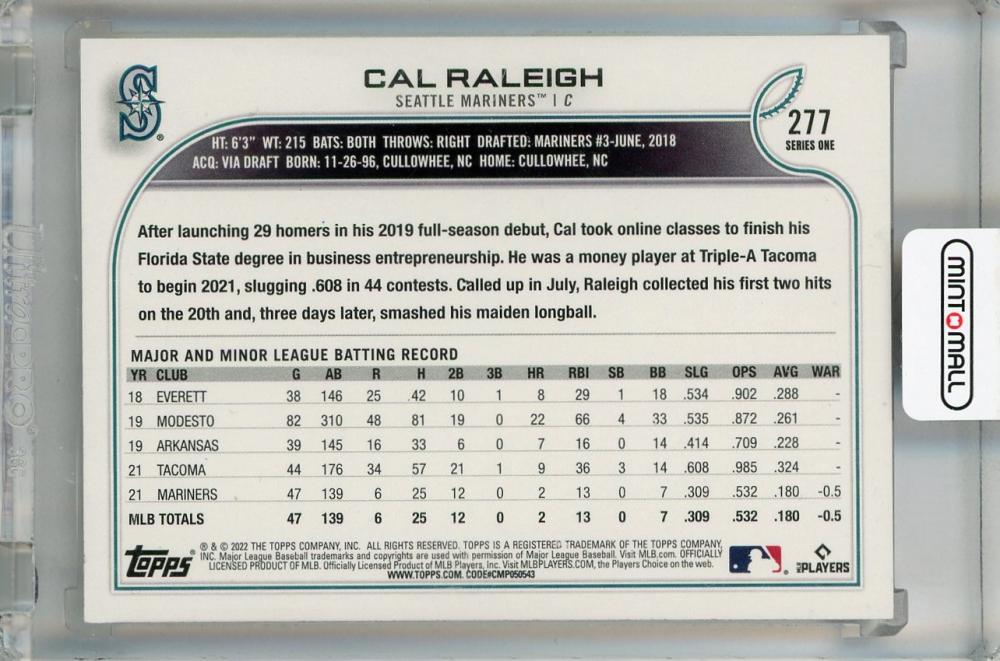 CAL RALEIGH
SEATTLE MARINERS™ | C
S
®
277
SERIES ONE
HT: 6'3" WT: 215 BATS: BOTH THROWS: RIGHT DRAFTED: MARINERS #3-JUNE, 2018
ACQ: VIA DRAFT BORN: 11-26-96, CULLOWHEE, NC HOME: CULLOWHEE, NC
After launching 29 homers in his 2019 full-season debut, Cal took online classes to finish his
Florida State degree in business entrepreneurship. He was a money player at Triple-A Tacoma
to begin 2021, slugging .608 in 44 contests. Called up in July, Raleigh collected his first two hits
on the 20th and, three days later, smashed his maiden longball.
MAJOR AND MINOR LEAGUE BATTING RECORD
YR CLUB G AB R H 2B 3B HR RBI SB BB SLG OPS AVG WAR
18 EVERETT 38 146 25 42 10 1 8 29 1 18 .534 .902 .288 -
19 MODESTO 82 310 48 81 19 0 22 66 4 33 .535 .872 .261 -
19 ARKANSAS 39 145 16 33 6 0 7 16 0 14 .414 .709 .228 -
21 TACOMA 44 176 34 57 21 1 9 36 3 14 .608 .985 .324 -
21 MARINERS 47 139 6 25 12 0 2 13 0 7 .309 .532 .180 -0.5
MLB TOTALS 47 139 6 25 12 0 2 13 0 7 .309 .532 .180 -0.5
Topps®
® & © 2022 THE TOPPS COMPANY, INC. ALL RIGHTS RESERVED. TOPPS IS A REGISTERED TRADEMARK OF THE TOPPS COMPANY,
INC. Major League Baseball trademarks and copyrights are used with permission of Major League Baseball. Visit MLB.com. OFFICIALLY
LICENSED PRODUCT OF MLB. Officially Licensed Product of MLB Players, Inc. Visit MLBPLAYERS.COM, the Players Choice on the web.
WWW.TOPPS.COM. CODE#CMP050543
MLB PLAYERS
MINT MALL